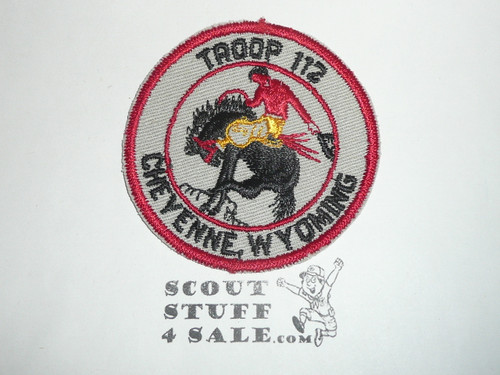 TROOP 112
CHEYENNE, WYOMING
SCOUT
STUFF
4 SALE.COM